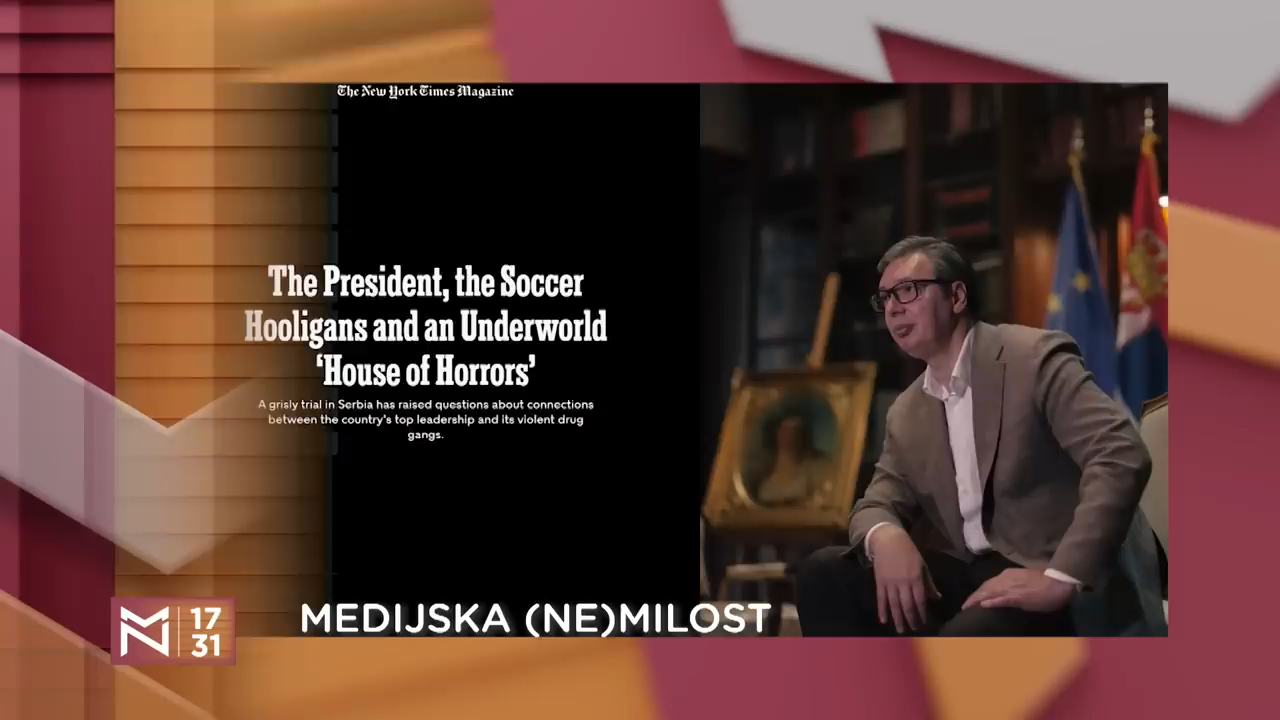 The New York Times Magazine
The President, the Soccer
Hooligans and an Underworld
‘House of Horrors’
A grisly trial in Serbia has raised questions about connections
between the country's top leadership and its violent drug
gangs.
MEDIJSKA (NE)MILOST
17
31